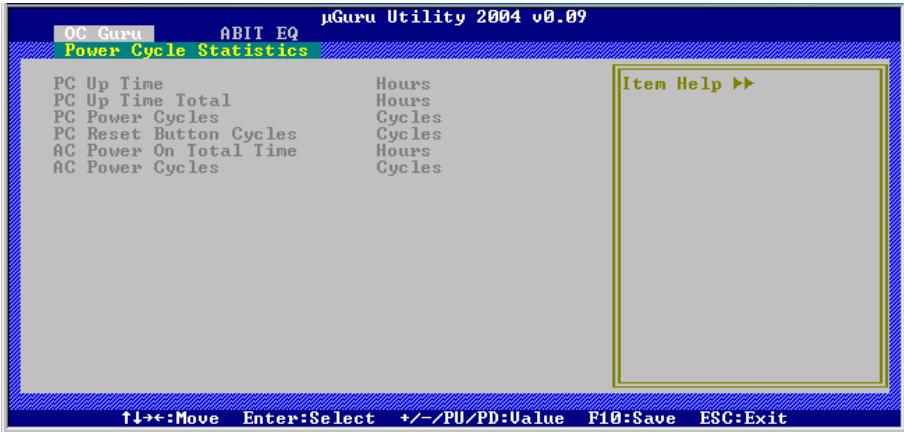 µGuru Utility 2004 v0.09
OC Guru ABIT EQ
Power Cycle Statistics
PC Up Time Hours
PC Up Time Total Hours
PC Power Cycles Cycles
PC Reset Button Cycles Cycles
AC Power On Total Time Hours
AC Power Cycles Cycles
Item Help ▶▶
↑↓→←:Move Enter:Select +/-/PU/PD:Value F10:Save ESC:Exit